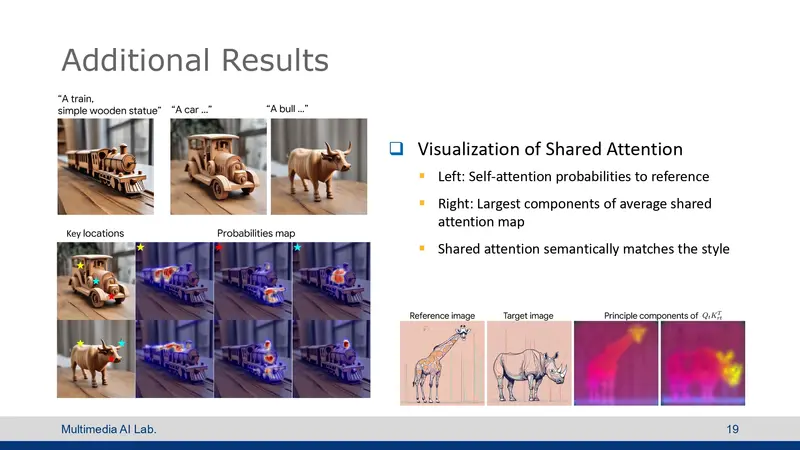 Additional Results
“A train,
simple wooden statue”
“A car ...”
“A bull ...”
Key locations
Probabilities map
❑ Visualization of Shared Attention
▪ Left: Self-attention probabilities to reference
▪ Right: Largest components of average shared
attention map
▪ Shared attention semantically matches the style
Reference image
Target image
Principle components of $Q_tK_{rt}^T$
Multimedia AI Lab.
19